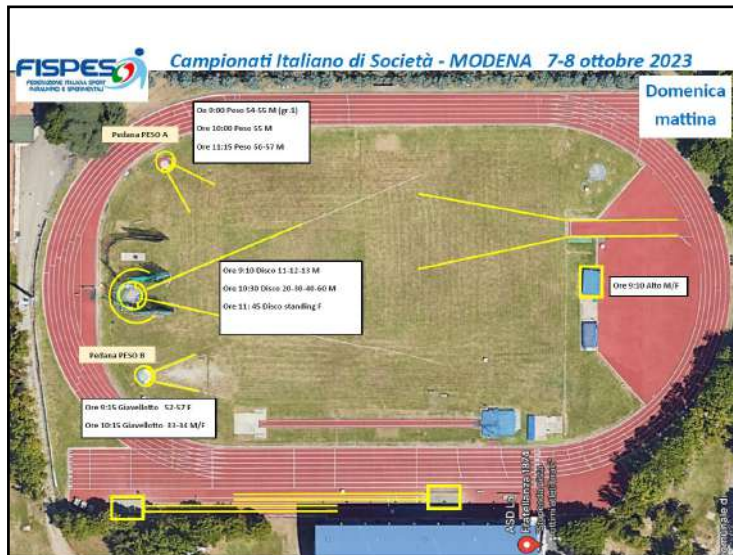 FISPES
FEDERAZIONE ITALIANA SPORT
PARALIMPICI E SPERIMENTALI
Campionati Italiano di Società - MODENA 7-8 ottobre 2023
Domenica
mattina
Oe 9:00 Peso 54-55 M (gr.1)
Ore 10:00 Peso 55 M
Ore 11:15 Peso 56-57 M
Pedana PESO A
Ore 9:10 Disco 11-12-13 M
Ore 10:30 Disco 20-38-40-60 M
Ore 11: 45 Disco standing F
Ore 9:30 Alto M/F
Pedana PESO B
Ore 9:15 Giavellotto 52-57 F
Ore 10:15 Giavellotto 33-34 M/F
ASD La
Fratellanza 1874